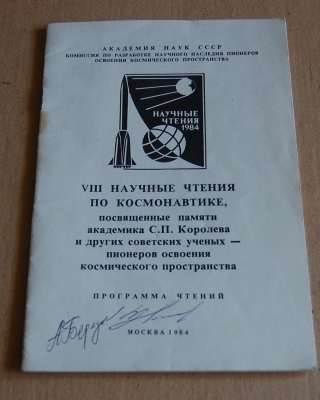 АКАДЕМИЯ НАУК СССР
КОМИССИЯ ПО РАЗРАБОТКЕ НАУЧНОГО НАСЛЕДИЯ ПИОНЕРОВ
ОСВОЕНИЯ КОСМИЧЕСКОГО ПРОСТРАНСТВА
НАУЧНЫЕ
ЧТЕНИЯ
1984
VIII НАУЧНЫЕ ЧТЕНИЯ
ПО КОСМОНАВТИКЕ,
посвященные памяти
академика С.П. Королева
и других советских ученых —
пионеров освоения
космического пространства
ПРОГРАММА ЧТЕНИЙ
МОСКВА 1984